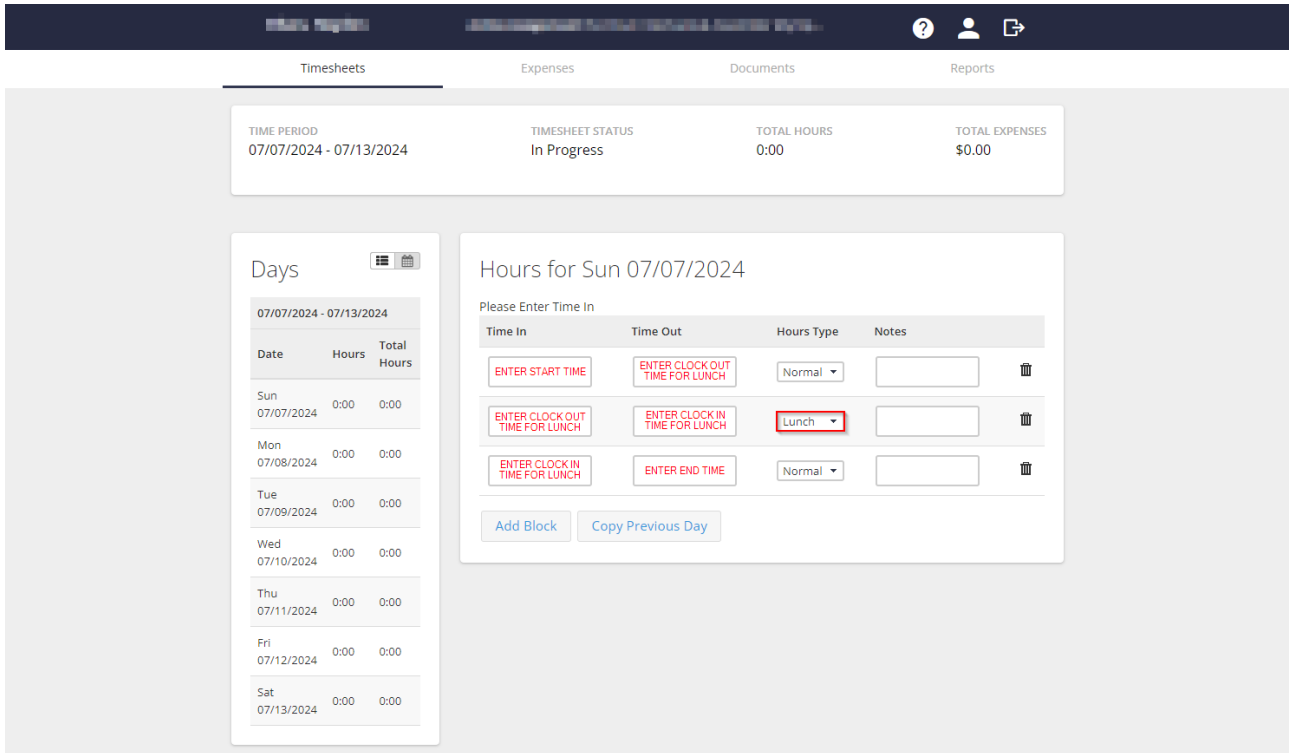 Timesheets Expenses Documents Reports
TIME PERIOD TIMESHEET STATUS TOTAL HOURS TOTAL EXPENSES
07/07/2024 - 07/13/2024 In Progress 0:00 $0.00
Days
07/07/2024 - 07/13/2024
Date Hours Total Hours
Sun 07/07/2024 0:00 0:00
Mon 07/08/2024 0:00 0:00
Tue 07/09/2024 0:00 0:00
Wed 07/10/2024 0:00 0:00
Thu 07/11/2024 0:00 0:00
Fri 07/12/2024 0:00 0:00
Sat 07/13/2024 0:00 0:00
Hours for Sun 07/07/2024
Please Enter Time In
Time In Time Out Hours Type Notes
ENTER START TIME ENTER CLOCK OUT TIME FOR LUNCH Normal
ENTER CLOCK OUT TIME FOR LUNCH ENTER CLOCK IN TIME FOR LUNCH Lunch
ENTER CLOCK IN TIME FOR LUNCH ENTER END TIME Normal
Add Block Copy Previous Day